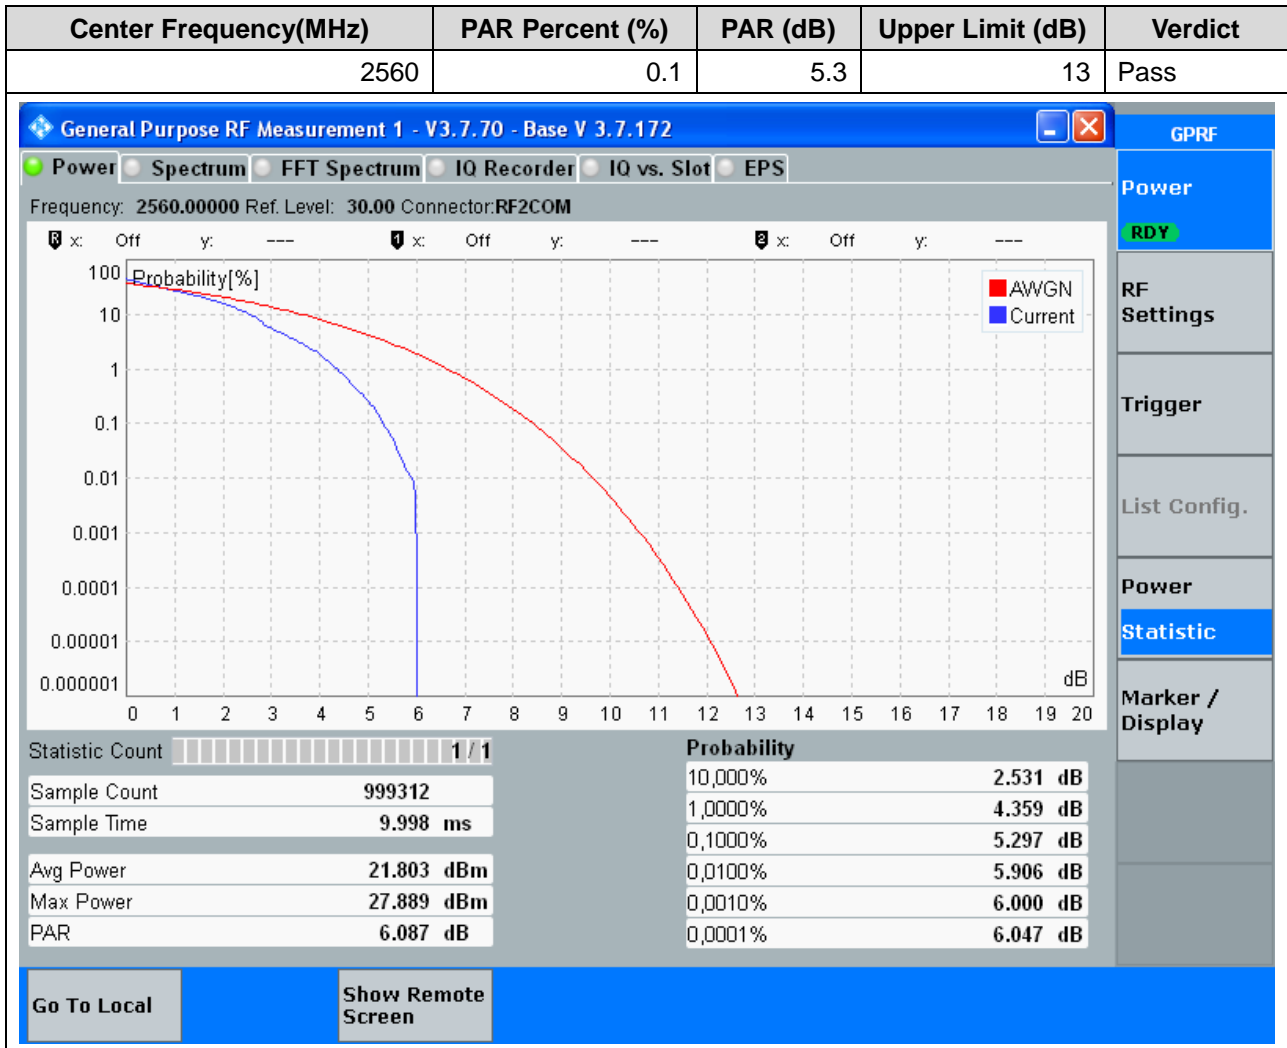 Center Frequency(MHz) PAR Percent (%) PAR (dB) Upper Limit (dB) Verdict
2560 0.1 5.3 13 Pass
General Purpose RF Measurement 1 - V3.7.70 - Base V 3.7.172
GPRF
Power Spectrum FFT Spectrum IQ Recorder IQ vs. Slot EPS
Frequency: 2560.00000 Ref. Level: 30.00 Connector:RF2COM
R x: Off y: --- 1 x: Off y: --- 2 x: Off y: ---
Probability[%]
AWGN
Current
100
10
1
0.1
0.01
0.001
0.0001
0.00001
0.000001
dB
0 1 2 3 4 5 6 7 8 9 10 11 12 13 14 15 16 17 18 19 20
Statistic Count 1 / 1
Sample Count 999312
Sample Time 9.998 ms
Avg Power 21.803 dBm
Max Power 27.889 dBm
PAR 6.087 dB
Probability
10,000% 2.531 dB
1,0000% 4.359 dB
0,1000% 5.297 dB
0,0100% 5.906 dB
0,0010% 6.000 dB
0,0001% 6.047 dB
Power
RDY
RF
Settings
Trigger
List Config.
Power
Statistic
Marker /
Display
Go To Local
Show Remote
Screen